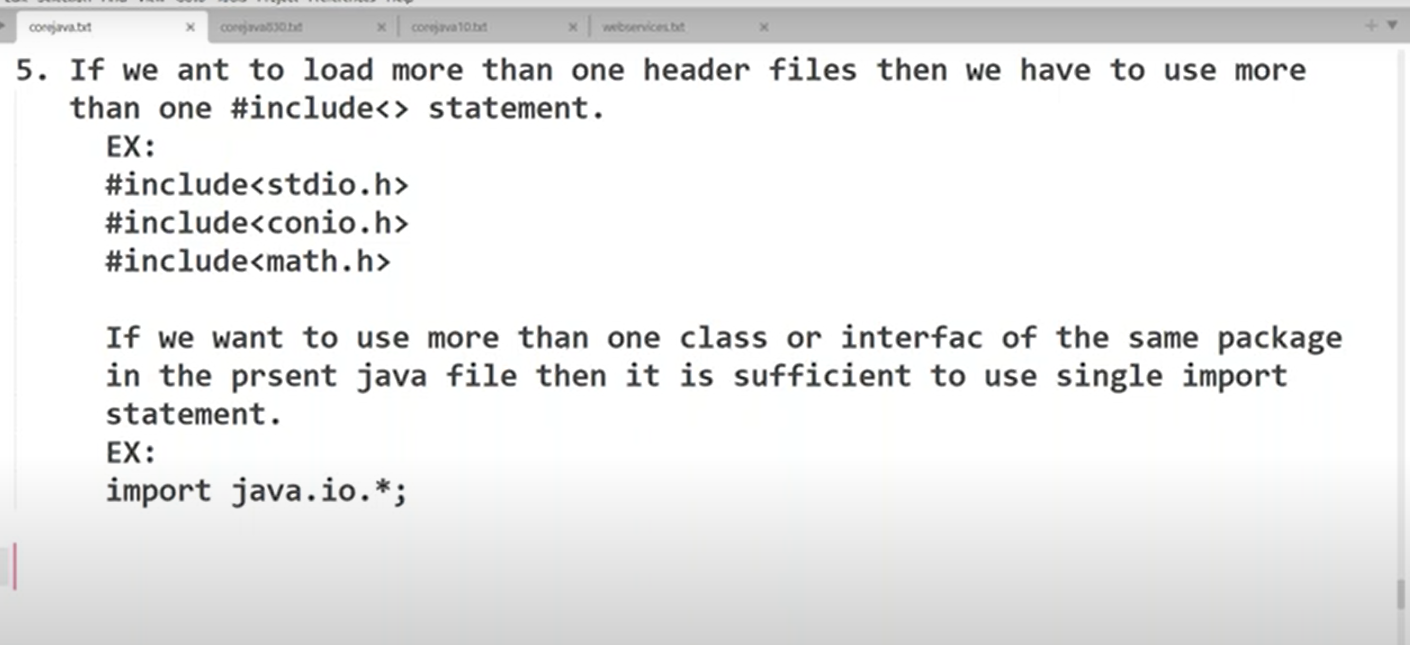 corejava.txt × corejava830.txt × corejava10.txt × webservices.txt ×
5. If we ant to load more than one header files then we have to use more
than one #include<> statement.
EX:
#include<stdio.h>
#include<conio.h>
#include<math.h>
If we want to use more than one class or interfac of the same package
in the prsent java file then it is sufficient to use single import
statement.
EX:
import java.io.*;